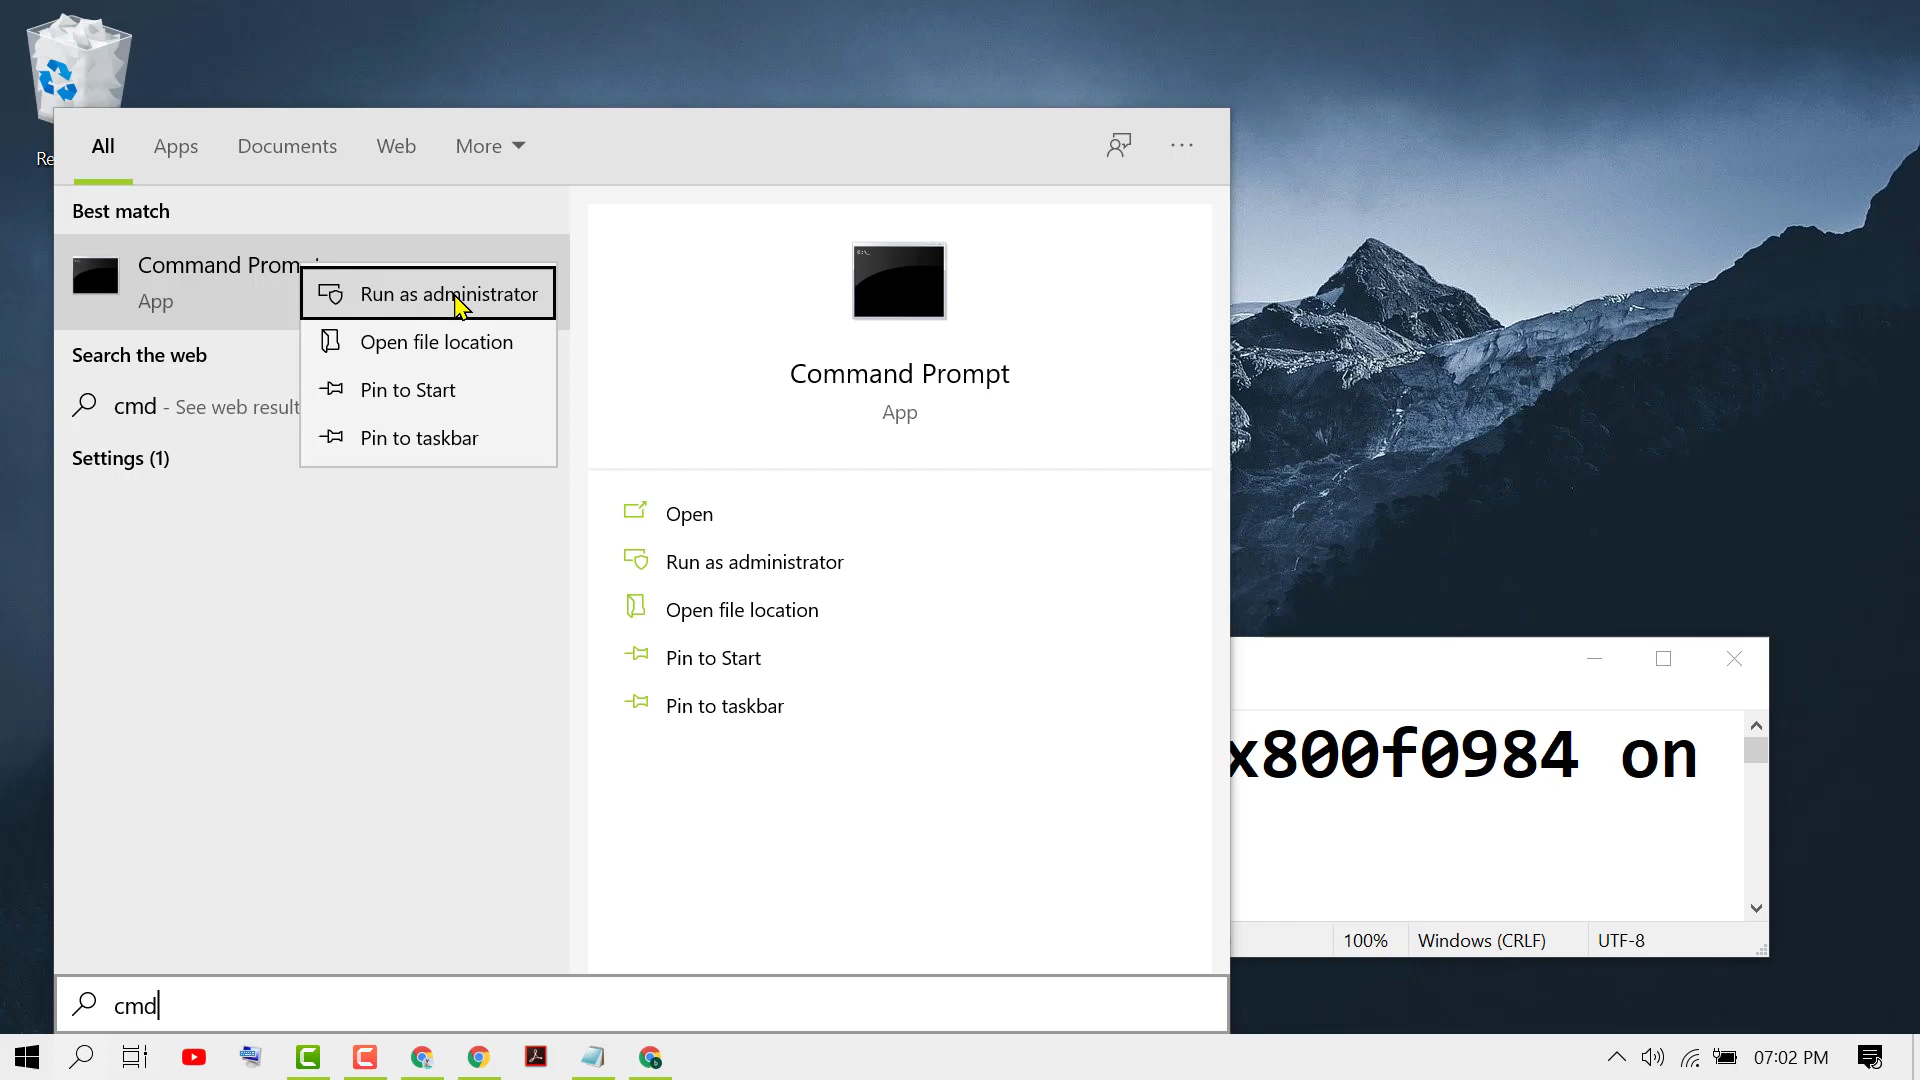 Re
All Apps Documents Web More
Best match
Command Prom
App
Run as administrator
Open file location
Search the web
cmd - See web result
Pin to Start
Pin to taskbar
Settings (1)
Command Prompt
App
Open
Run as administrator
Open file location
Pin to Start
Pin to taskbar
x800f0984 on
100% Windows (CRLF) UTF-8
cmd
07:02 PM